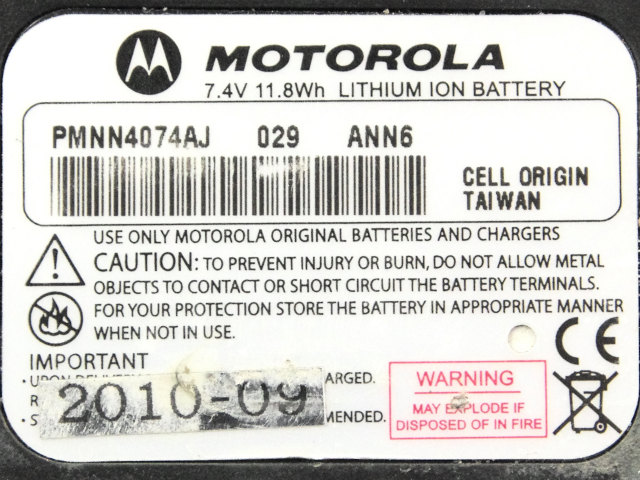 MOTOROLA
7.4V 11.8Wh LITHIUM ION BATTERY
PMNN4074AJ 029 ANN6
CELL ORIGIN
TAIWAN
USE ONLY MOTOROLA ORIGINAL BATTERIES AND CHARGERS
CAUTION: TO PREVENT INJURY OR BURN, DO NOT ALLOW METAL
OBJECTS TO CONTACT OR SHORT CIRCUIT THE BATTERY TERMINALS.
FOR YOUR PROTECTION STORE THE BATTERY IN APPROPRIATE MANNER
WHEN NOT IN USE.
CE
IMPORTANT
ARGED.
MENDED.
2010-09
WARNING
MAY EXPLODE IF
DISPOSED OF IN FIRE